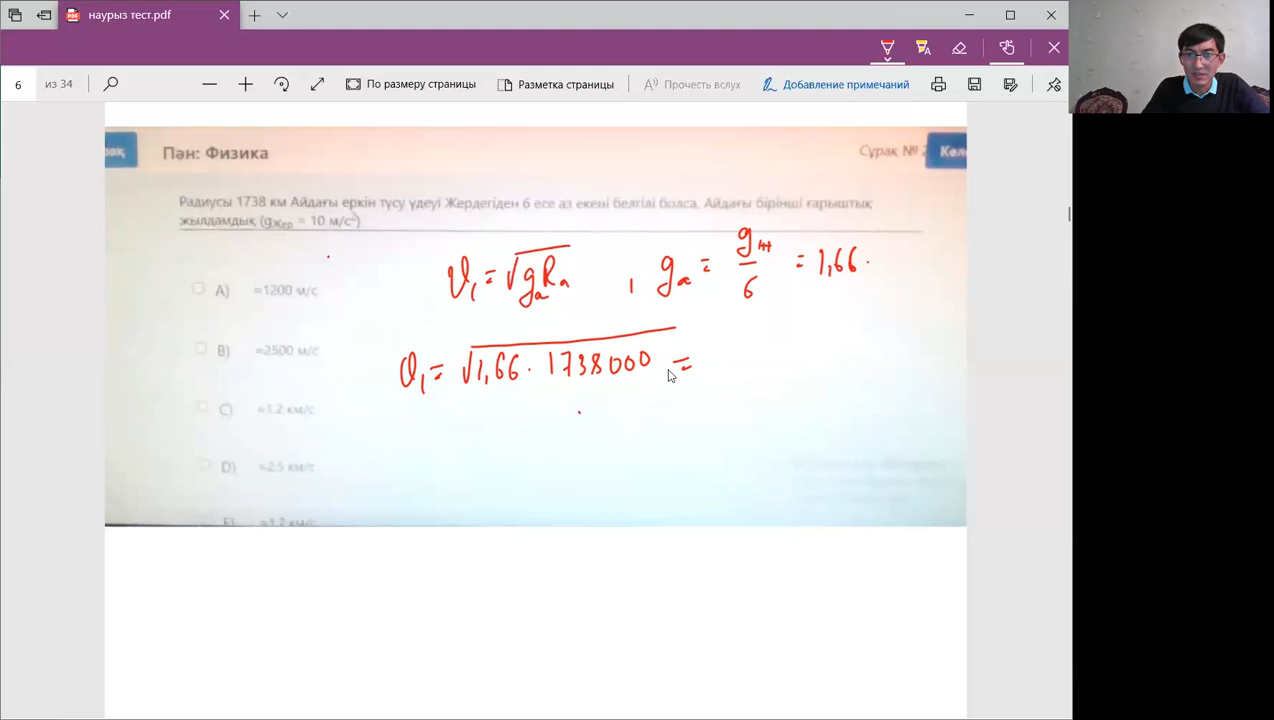 наурыз тест.pdf
6 из 34
По размеру страницы
Разметка страницы
Прочесть вслух
Добавление примечаний
Пән: Физика
Сұрақ №
Радиусы 1738 км Айдағы еркін түсу үдеуі Жердегіден 6 есе аз екені белгілі болса, Айдағы бірінші ғарыштық
жылдамдық (gЖер = 10 м/с²)
υ₁ = √gₐRₐ , gₐ = gж/6 = 1,66.
A) ≈1200 м/с
B) ≈2500 м/с
υ₁ = √1,66 · 1738000 =
C) ≈1.2 км/с
D) ≈2.5 км/с